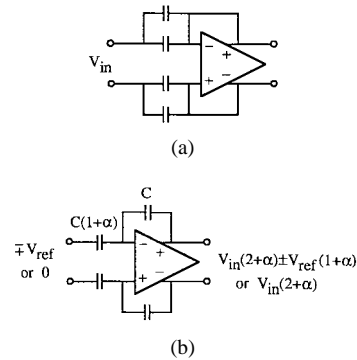 V_in
− +
+ −
(a)
C
C(1+α)
∓V_ref
or 0
− +
+ −
V_in(2+α)±V_ref(1+α)
or V_in(2+α)
(b)